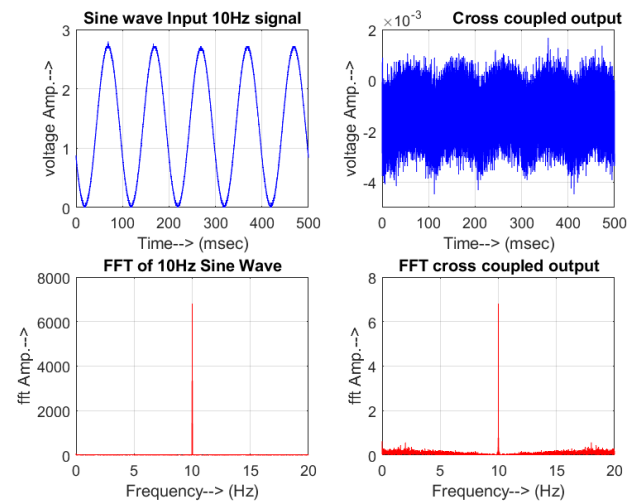 Sine wave Input 10Hz signal
voltage Amp.-->
3
2
1
0
0 100 200 300 400 500
Time--> (msec)
Cross coupled output
×10-3
voltage Amp.-->
2
0
-2
-4
0 100 200 300 400 500
Time--> (msec)
FFT of 10Hz Sine Wave
fft Amp.-->
8000
6000
4000
2000
0
0 5 10 15 20
Frequency--> (Hz)
FFT cross coupled output
fft Amp.-->
8
6
4
2
0
0 5 10 15 20
Frequency--> (Hz)